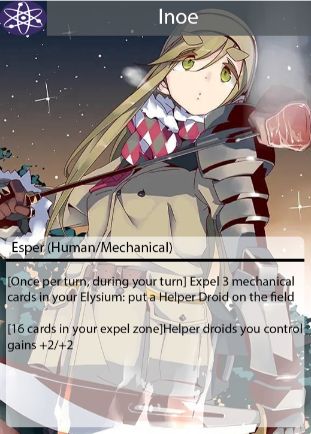 Inoe
Esper (Human/Mechanical)
[Once per turn, during your turn] Expel 3 mechanical
cards in your Elysium: put a Helper Droid on the field
[16 cards in your expel zone]Helper droids you control
gains +2/+2